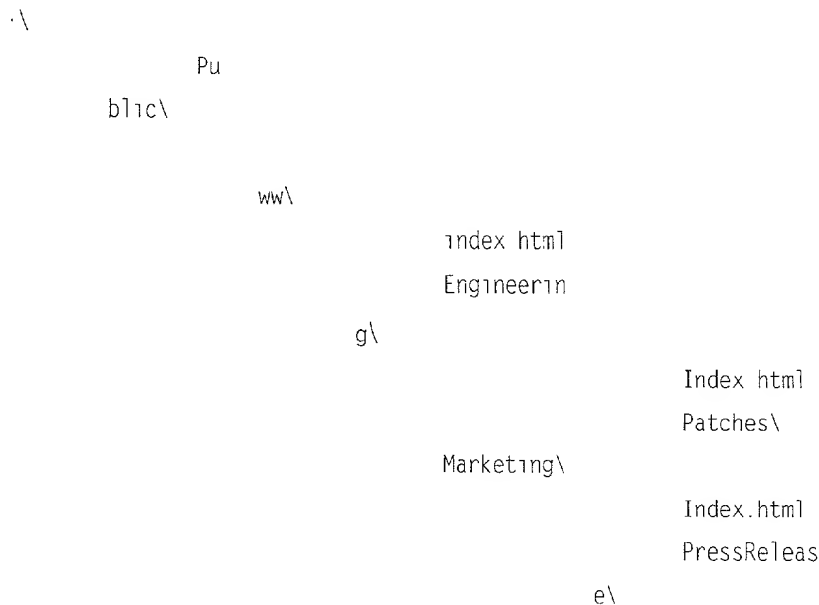 .\
Pu
blic\
ww\
index html
Engineerin
g\
Index html
Patches\
Marketing\
Index.html
PressReleas
e\